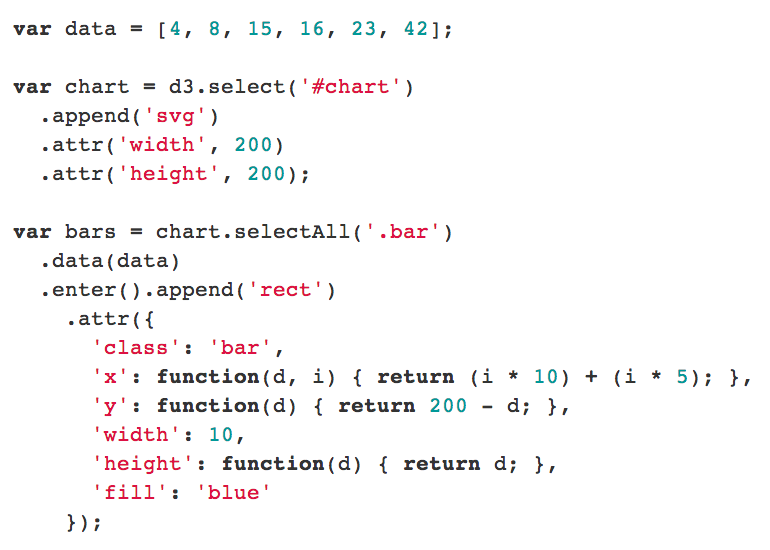 var data = [4, 8, 15, 16, 23, 42];

var chart = d3.select('#chart')
  .append('svg')
  .attr('width', 200)
  .attr('height', 200);

var bars = chart.selectAll('.bar')
  .data(data)
  .enter().append('rect')
    .attr({
      'class': 'bar',
      'x': function(d, i) { return (i * 10) + (i * 5); },
      'y': function(d) { return 200 - d; },
      'width': 10,
      'height': function(d) { return d; },
      'fill': 'blue'
    });